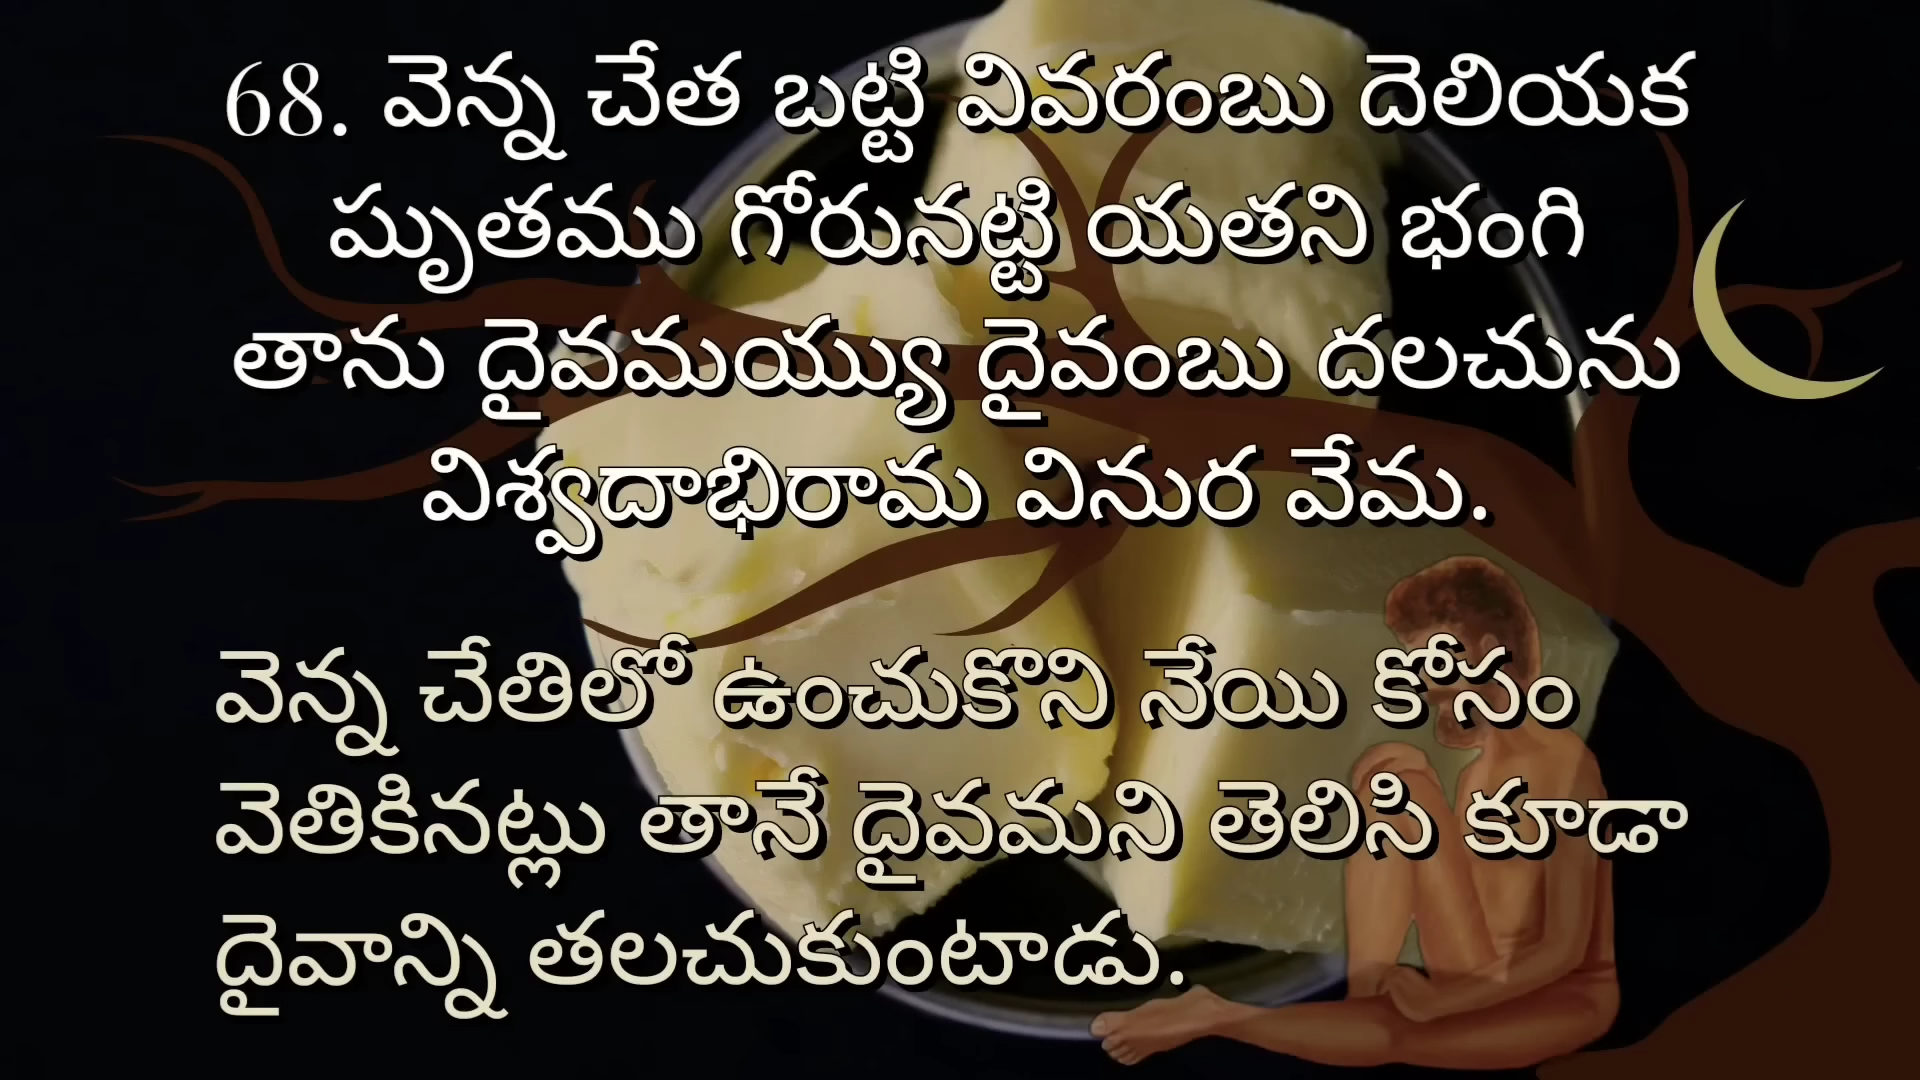 68. వెన్న చేత బట్టి వివరంబు దెలియక
ఘృతము గోరునట్టి యతని భంగి
తాను దైవమయ్యు దైవంబు దలచును
విశ్వదాభిరామ వినుర వేమ.
వెన్న చేతిలో ఉంచుకొని నేయి కోసం
వెతికినట్లు తానే దైవమని తెలిసి కూడా
దైవాన్ని తలచుకుంటాడు.